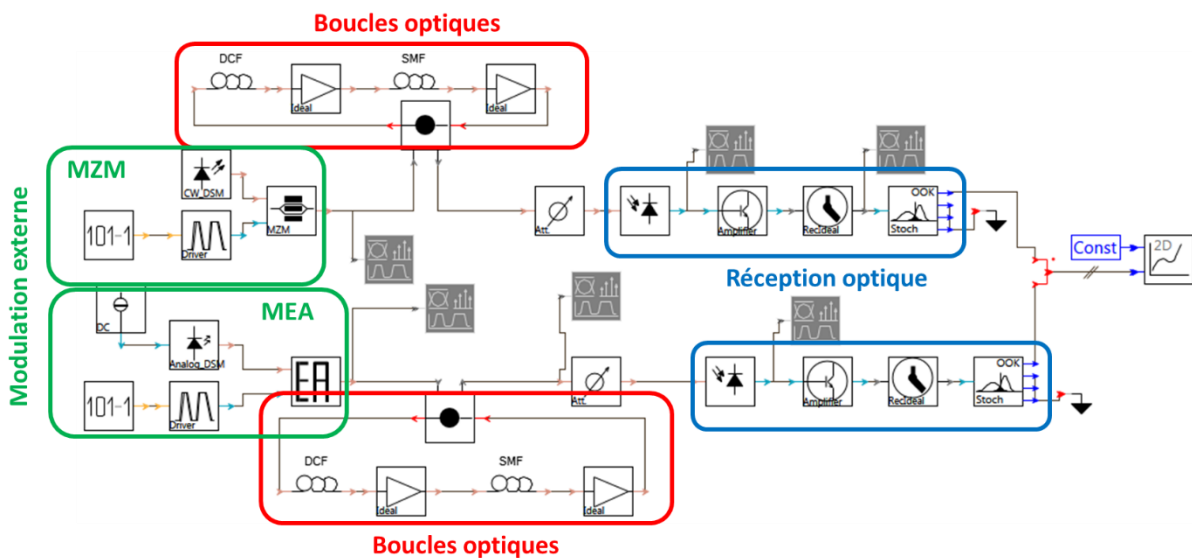 Boucles optiques
DCF
SMF
Ideal
Ideal
MZM
CW_DSM
101-1
Driver
MZM
Att.
Amplifier
RecIdeal
OOK
Stoch
Réception optique
Const
2D
Modulation externe
MEA
DC
Analog_DSM
101-1
Driver
EA
Att.
Amplifier
RecIdeal
OOK
Stoch
DCF
SMF
Ideal
Ideal
Boucles optiques